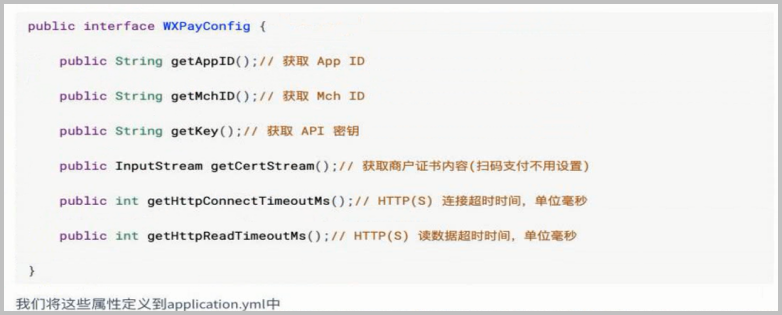 public interface WXPayConfig {
public String getAppID();// 获取 App ID
public String getMchID();// 获取 Mch ID
public String getKey();// 获取 API 密钥
public InputStream getCertStream();// 获取商户证书内容(扫码支付不用设置)
public int getHttpConnectTimeoutMs();// HTTP(S) 连接超时时间，单位毫秒
public int getHttpReadTimeoutMs();// HTTP(S) 读数据超时时间，单位毫秒
}
我们将这些属性定义到application.yml中